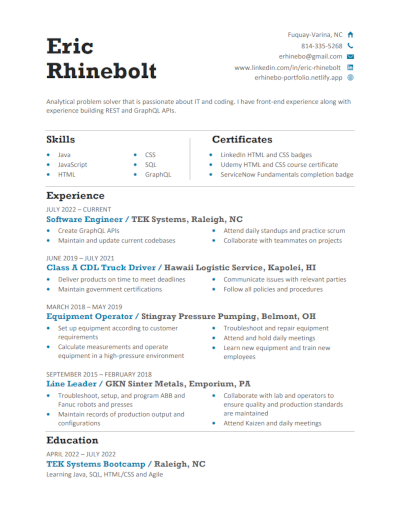 Eric
Rhinebolt
Fuquay-Varina, NC
814-335-5268
erhinebo@gmail.com
www.linkedin.com/in/eric-rhinebolt
erhinebo-portfolio.netlify.app
Analytical problem solver that is passionate about IT and coding. I have front-end experience along with
experience building REST and GraphQL APIs.
Skills
• Java
• JavaScript
• HTML
• CSS
• SQL
• GraphQL
Certificates
• LinkedIn HTML and CSS badges
• Udemy HTML and CSS course certificate
• ServiceNow Fundamentals completion badge
Experience
JULY 2022 – CURRENT
Software Engineer / TEK Systems, Raleigh, NC
• Create GraphQL APIs
• Maintain and update current codebases
• Attend daily standups and practice scrum
• Collaborate with teammates on projects
JUNE 2019 – JULY 2021
Class A CDL Truck Driver / Hawaii Logistic Service, Kapolei, HI
• Deliver products on time to meet deadlines
• Maintain government certifications
• Communicate issues with relevant parties
• Follow all policies and procedures
MARCH 2018 – MAY 2019
Equipment Operator / Stingray Pressure Pumping, Belmont, OH
• Set up equipment according to customer
requirements
• Calculate measurements and operate
equipment in a high-pressure environment
• Troubleshoot and repair equipment
• Attend and hold daily meetings
• Learn new equipment and train new
employees
SEPTEMBER 2015 – FEBRUARY 2018
Line Leader / GKN Sinter Metals, Emporium, PA
• Troubleshoot, setup, and program ABB and
Fanuc robots and presses
• Maintain records of production output and
configurations
• Collaborate with lab and operators to
ensure quality and production standards
are maintained
• Attend Kaizen and daily meetings
Education
APRIL 2022 – JULY 2022
TEK Systems Bootcamp / Raleigh, NC
Learning Java, SQL, HTML/CSS and Agile